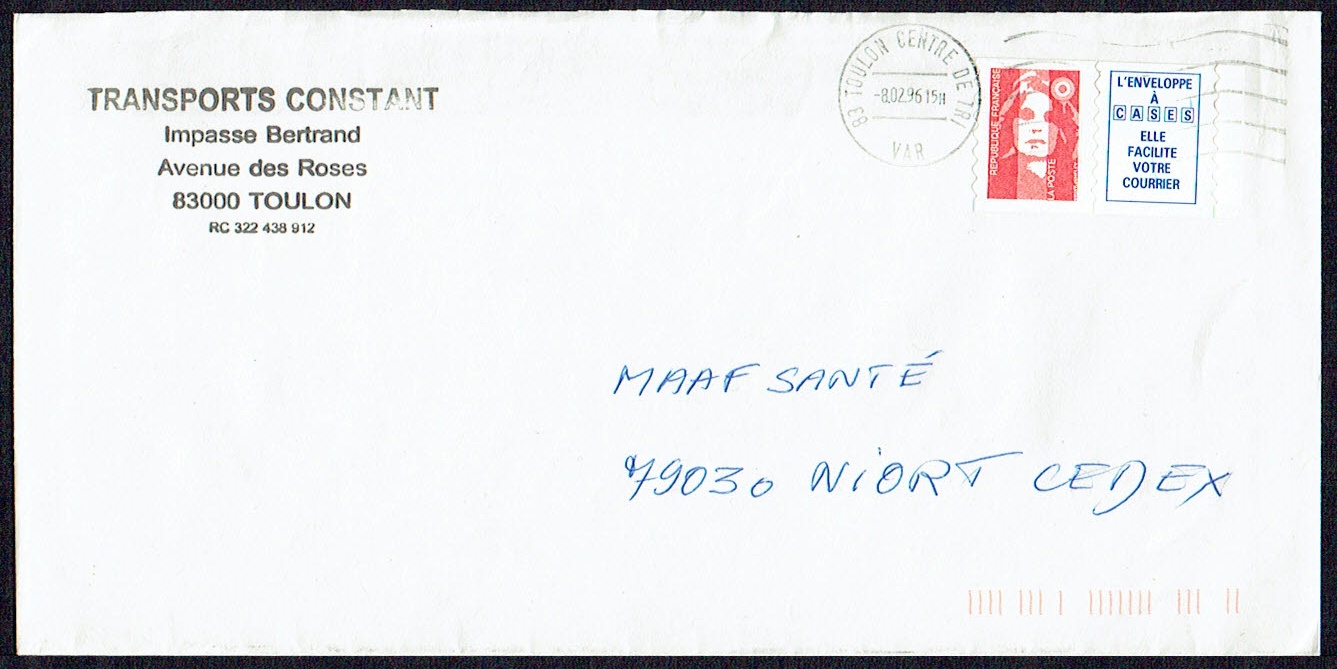 TRANSPORTS CONSTANT
Impasse Bertrand
Avenue des Roses
83000 TOULON
RC 322 438 912
83 TOULON CENTRE DE TRI
-8.02.96 15H
VAR
REPUBLIQUE FRANÇAISE
LA POSTE
L'ENVELOPPE
À
CASES
ELLE
FACILITE
VOTRE
COURRIER
MAAF SANTÉ
79030 NiORT CEDEX